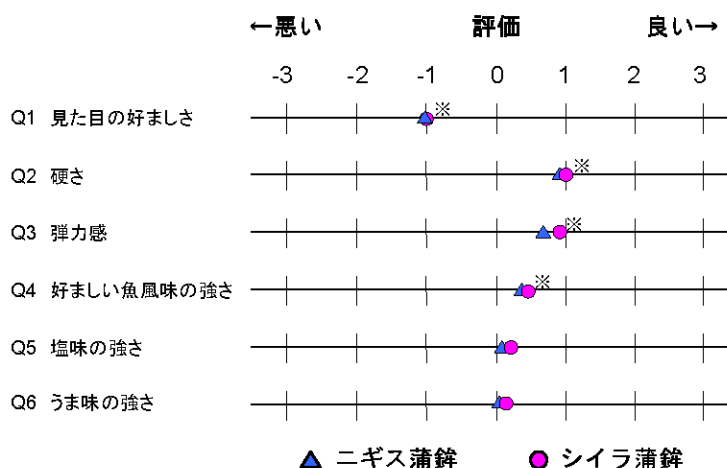 ←悪い 評価 良い→
-3 -2 -1 0 1 2 3
Q1 見た目の好ましさ ※
Q2 硬さ ※
Q3 弾力感 ※
Q4 好ましい魚風味の強さ ※
Q5 塩味の強さ
Q6 うま味の強さ
▲ ニギス蒲鉾 ● シイラ蒲鉾